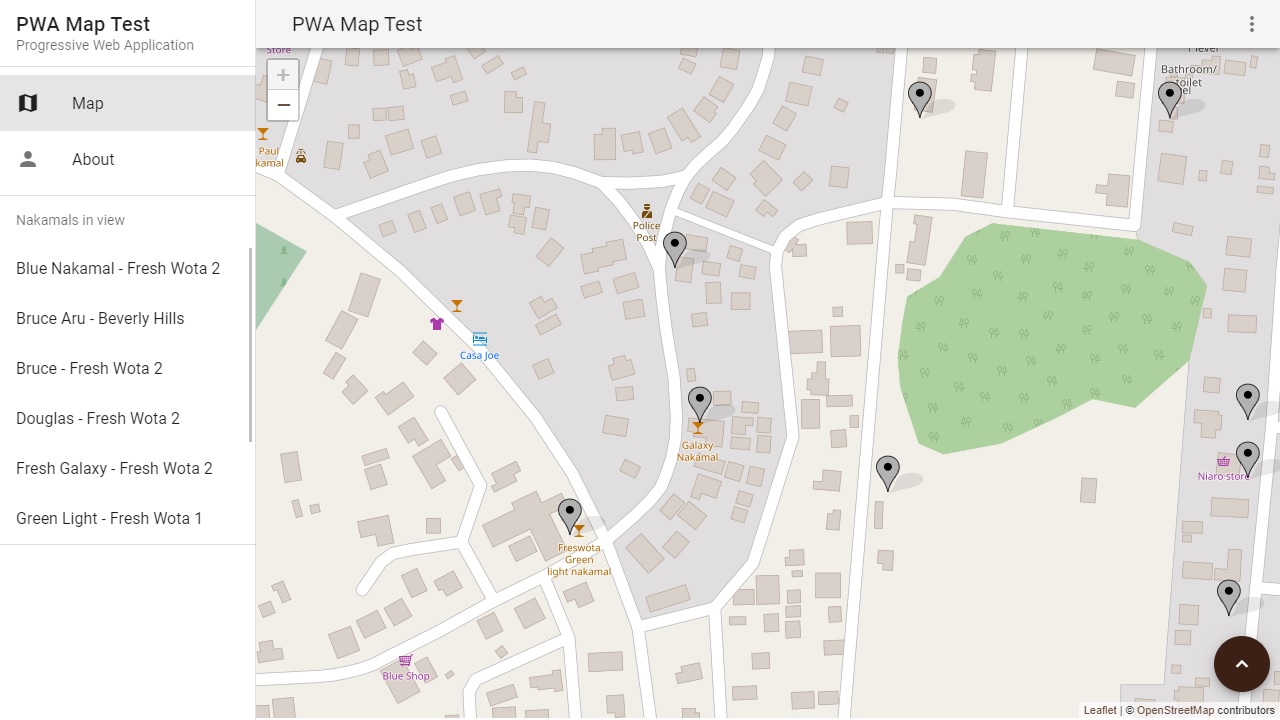 PWA Map Test
Progressive Web Application
Map
About
Nakamals in view
Blue Nakamal - Fresh Wota 2
Bruce Aru - Beverly Hills
Bruce - Fresh Wota 2
Douglas - Fresh Wota 2
Fresh Galaxy - Fresh Wota 2
Green Light - Fresh Wota 1
PWA Map Test
Store
+
−
Paul
kamal
Police
Post
Casa Joe
Galaxy
Nakamal
Freswota
Green
light nakamal
Blue Shop
Bathroom/
toilet
Niaro store
Leaflet | © OpenStreetMap contributors